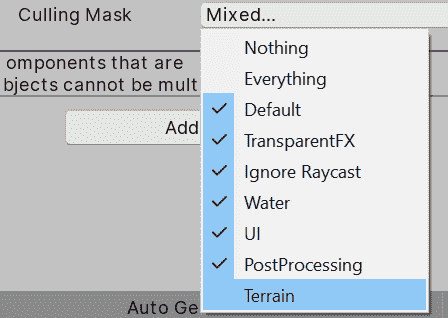 Culling Mask Mixed...
Nothing
omponents that are
Everything
bjects cannot be mult
Default
Add TransparentFX
Ignore Raycast
Water
UI
PostProcessing
Terrain
Auto Ge